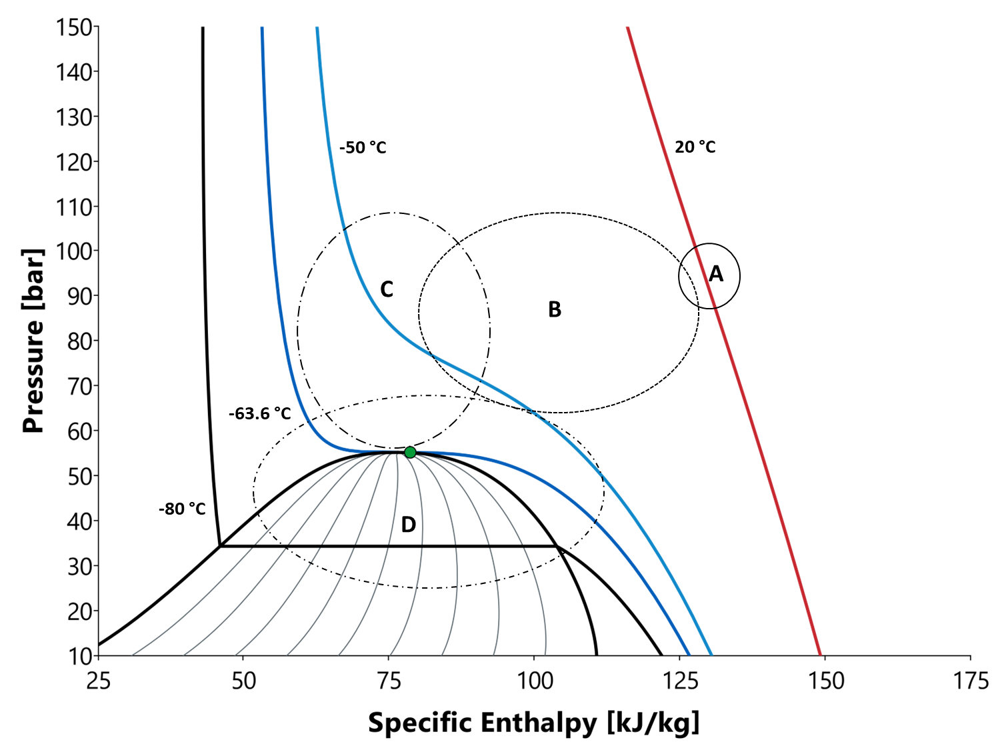 150
140
130
120
110
100
90
80
70
60
50
40
30
20
10
Pressure [bar]
-50 °C
20 °C
A
C
B
-63.6 °C
-80 °C
D
25 50 75 100 125 150 175
Specific Enthalpy [kJ/kg]